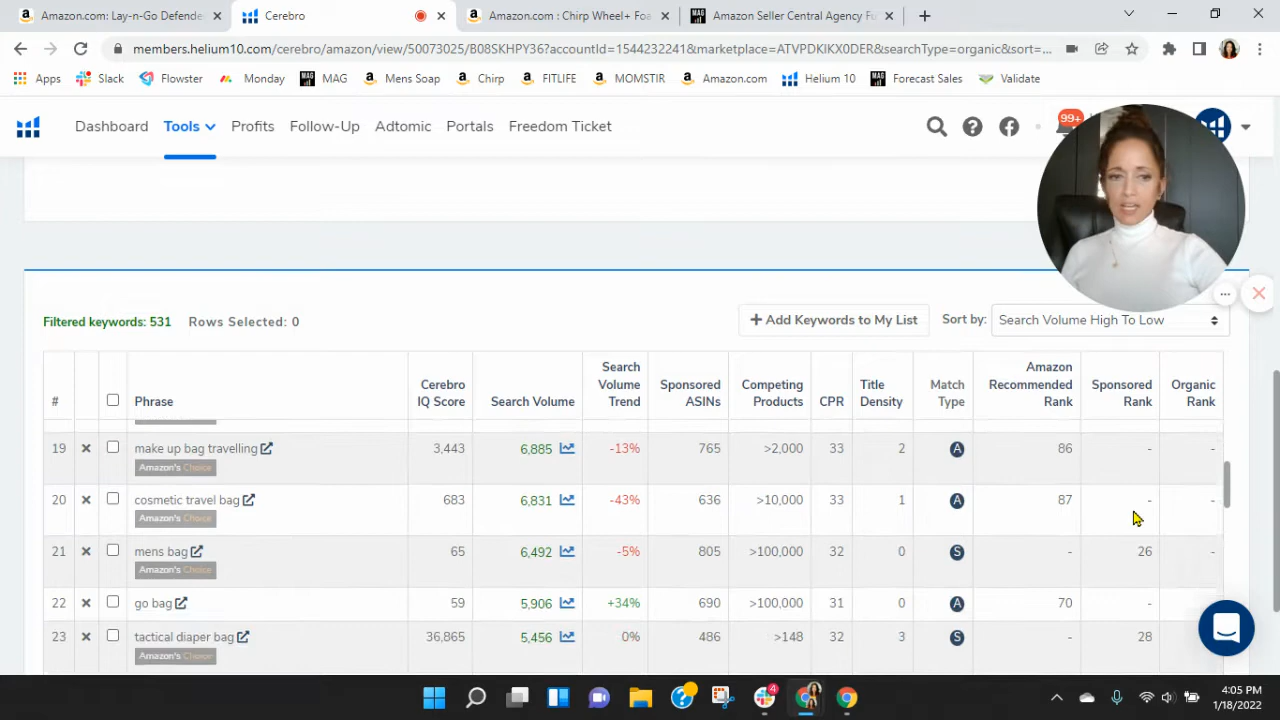 Amazon.com: Lay-n-Go Defende
Cerebro
Amazon.com : Chirp Wheel+ Foa
MAG
Amazon Seller Central Agency Fu
members.helium10.com/cerebro/amazon/view/50073025/B08SKHPY36?accountId=1544232241&marketplace=ATVPDKIKX0DER&searchType=organic&sort=...
Apps
Slack
Flowster
Monday
MAG
MAG
Mens Soap
Chirp
FITLIFE
MOMSTIR
Amazon.com
Helium 10
MAG
Forecast Sales
Validate
Dashboard
Tools
Profits
Follow-Up
Adtomic
Portals
Freedom Ticket
99+
Filtered keywords: 531
Rows Selected: 0
+ Add Keywords to My List
Sort by:
Search Volume High To Low
#
Phrase
Cerebro IQ Score
Search Volume
Search Volume Trend
Sponsored ASINs
Competing Products
CPR
Title Density
Match Type
Amazon Recommended Rank
Sponsored Rank
Organic Rank
19 × make up bag travelling 3,443 6,885 -13% 765 >2,000 33 2 A 86 - -
Amazon's Choice
20 × cosmetic travel bag 683 6,831 -43% 636 >10,000 33 1 A 87 - -
Amazon's Choice
21 × mens bag 65 6,492 -5% 805 >100,000 32 0 S - 26 -
Amazon's Choice
22 × go bag 59 5,906 +34% 690 >100,000 31 0 A 70 -
23 × tactical diaper bag 36,865 5,456 0% 486 >148 32 3 S - 28
Amazon's Choice
4
4:05 PM
1/18/2022